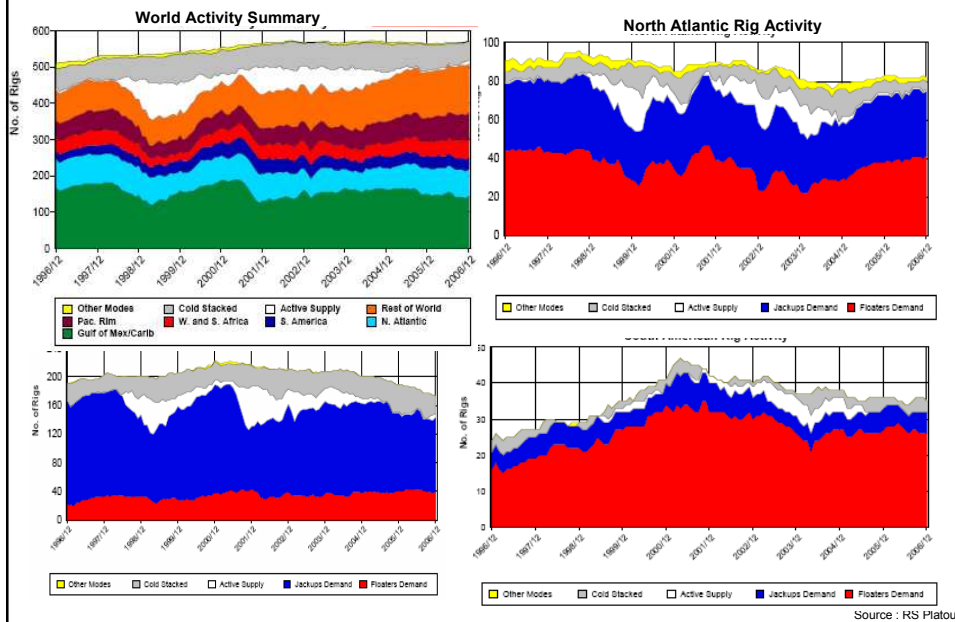 World Activity Summary
No. of Rigs
600
500
400
300
200
100
0
1996/12
1997/12
1998/12
1999/12
2000/12
2001/12
2002/12
2003/12
2004/12
2005/12
2006/12
Other Modes
Cold Stacked
Active Supply
Rest of World
Pac. Rim
W. and S. Africa
S. America
N. Atlantic
Gulf of Mex/Carib
North Atlantic Rig Activity
No. of Rigs
100
80
60
40
20
0
1996/12
1997/12
1998/12
1999/12
2000/12
2001/12
2002/12
2003/12
2004/12
2005/12
2006/12
Other Modes
Cold Stacked
Active Supply
Jackups Demand
Floaters Demand
No. of Rigs
200
160
120
80
40
0
1996/12
1997/12
1998/12
1999/12
2000/12
2001/12
2002/12
2003/12
2004/12
2005/12
2006/12
Other Modes
Cold Stacked
Active Supply
Jackups Demand
Floaters Demand
South American Rig Activity
No. of Rigs
50
40
30
20
10
0
1996/12
1997/12
1998/12
1999/12
2000/12
2001/12
2002/12
2003/12
2004/12
2005/12
2006/12
Other Modes
Cold Stacked
Active Supply
Jackups Demand
Floaters Demand
Source : RS Platou